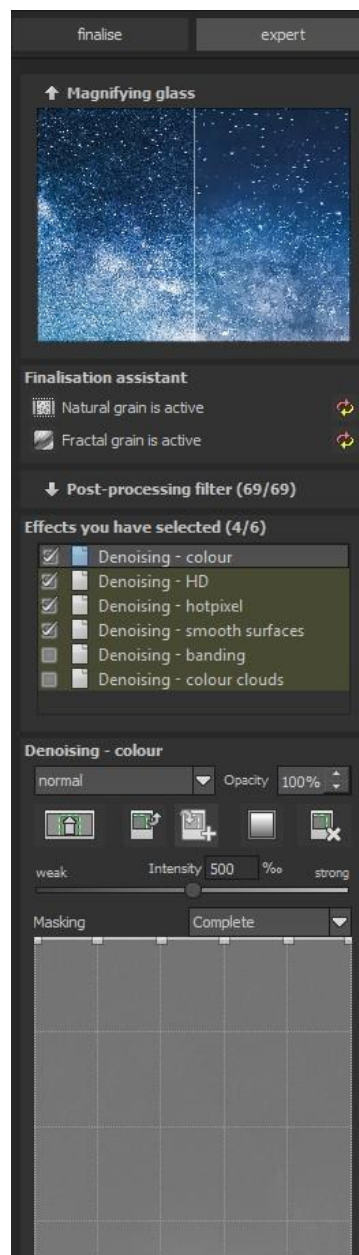 finalise expert
Magnifying glass
Finalisation assistant
Natural grain is active
Fractal grain is active
Post-processing filter (69/69)
Effects you have selected (4/6)
Denoising - colour
Denoising - HD
Denoising - hotpixel
Denoising - smooth surfaces
Denoising - banding
Denoising - colour clouds
Denoising - colour
normal Opacity 100%
weak Intensity 500 ‰ strong
Masking Complete